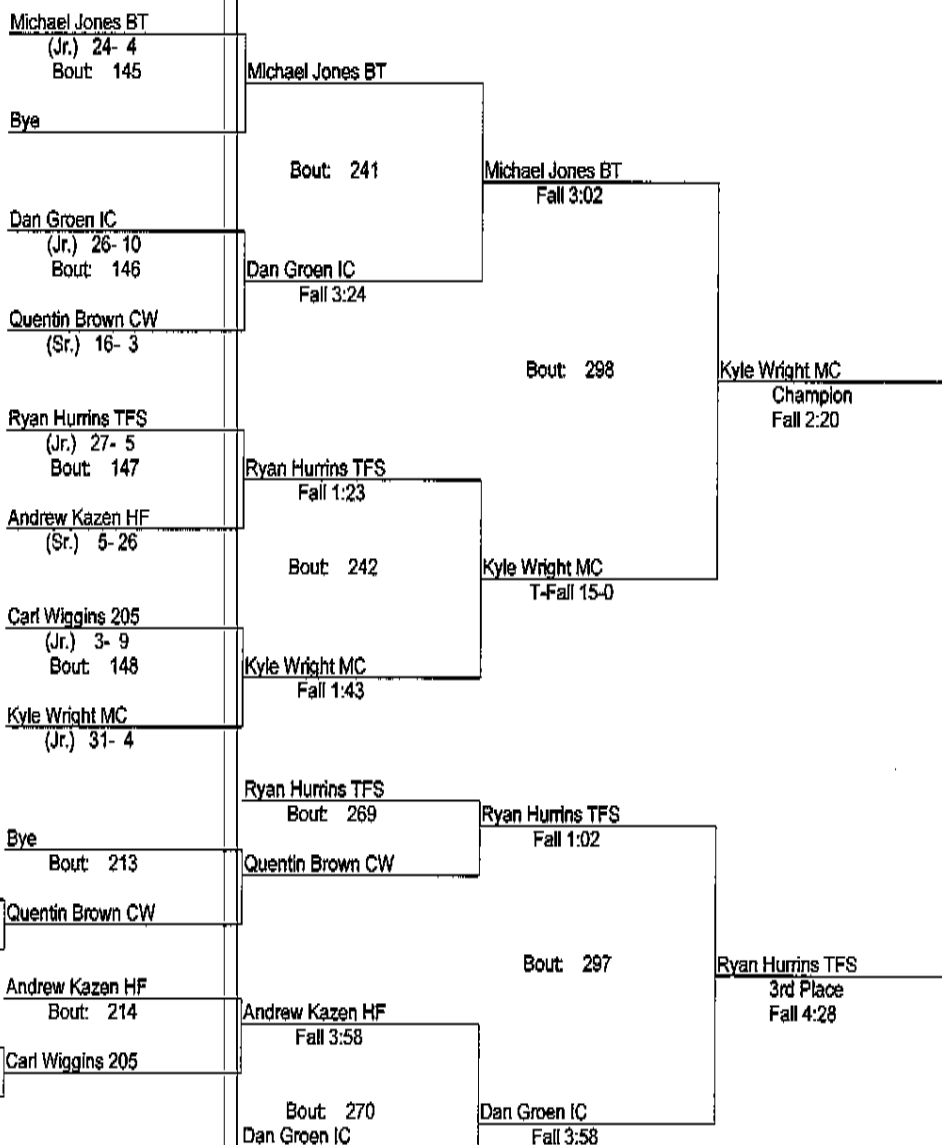 Michael Jones BT
(Jr.) 24- 4
Bout: 145
Michael Jones BT
Bye
Bout: 241
Michael Jones BT
Fall 3:02
Dan Groen IC
(Jr.) 26- 10
Bout: 146
Dan Groen IC
Fall 3:24
Quentin Brown CW
(Sr.) 16- 3
Bout: 298
Kyle Wright MC
Champion
Fall 2:20
Ryan Hurrins TFS
(Jr.) 27- 5
Bout: 147
Ryan Hurrins TFS
Fall 1:23
Andrew Kazen HF
(Sr.) 5- 26
Bout: 242
Kyle Wright MC
T-Fall 15-0
Carl Wiggins 205
(Jr.) 3- 9
Bout: 148
Kyle Wright MC
Fall 1:43
Kyle Wright MC
(Jr.) 31- 4
Ryan Hurrins TFS
Bout: 269
Ryan Hurrins TFS
Fall 1:02
Bye
Bout: 213
Quentin Brown CW
Quentin Brown CW
Bout: 297
Ryan Hurrins TFS
3rd Place
Fall 4:28
Andrew Kazen HF
Bout: 214
Andrew Kazen HF
Fall 3:58
Carl Wiggins 205
Bout: 270
Dan Groen IC
Fall 3:58
Dan Groen IC